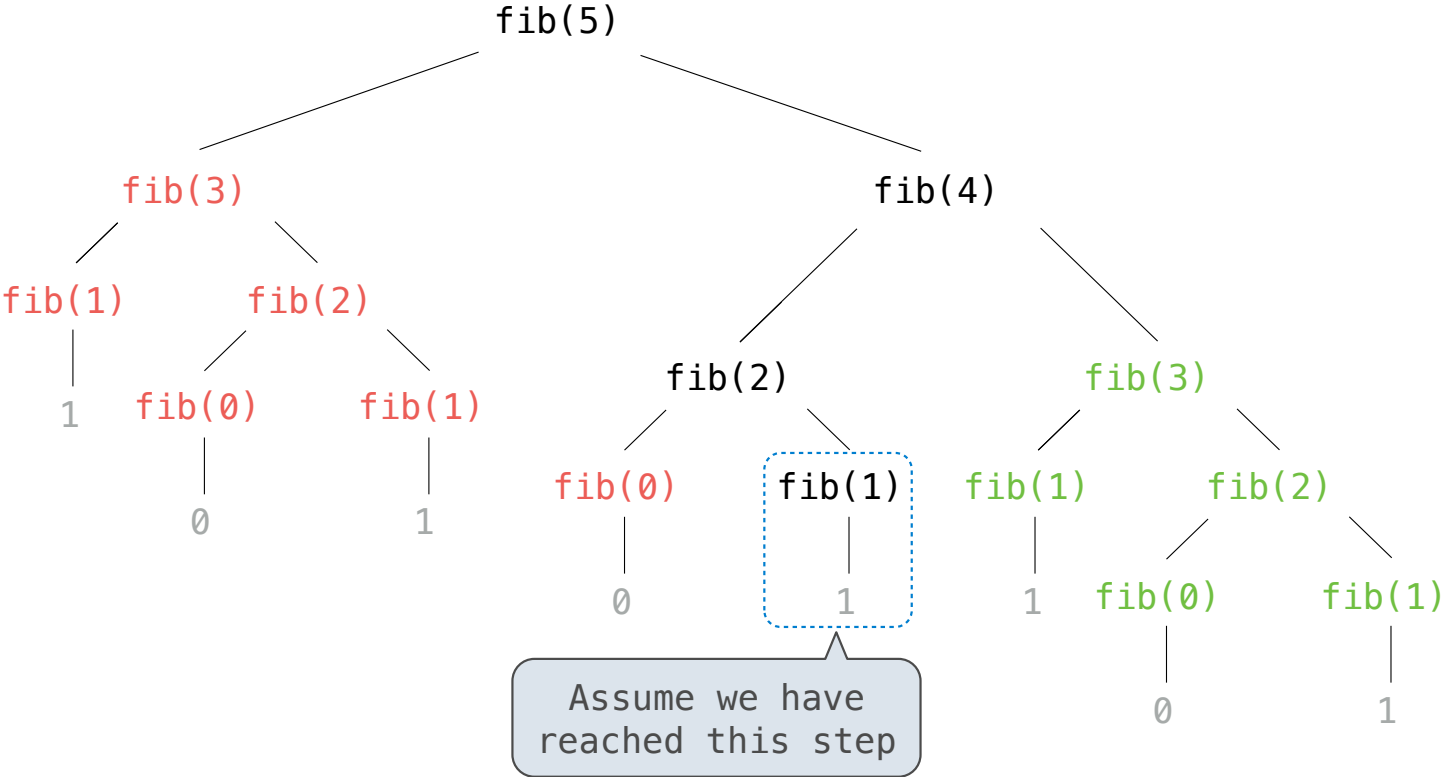 fib(5)
fib(3)
fib(4)
fib(1)
fib(2)
fib(2)
fib(3)
1
fib(0)
fib(1)
fib(0)
fib(1)
fib(1)
fib(2)
0
1
0
1
1
fib(0)
fib(1)
Assume we have
reached this step
0
1